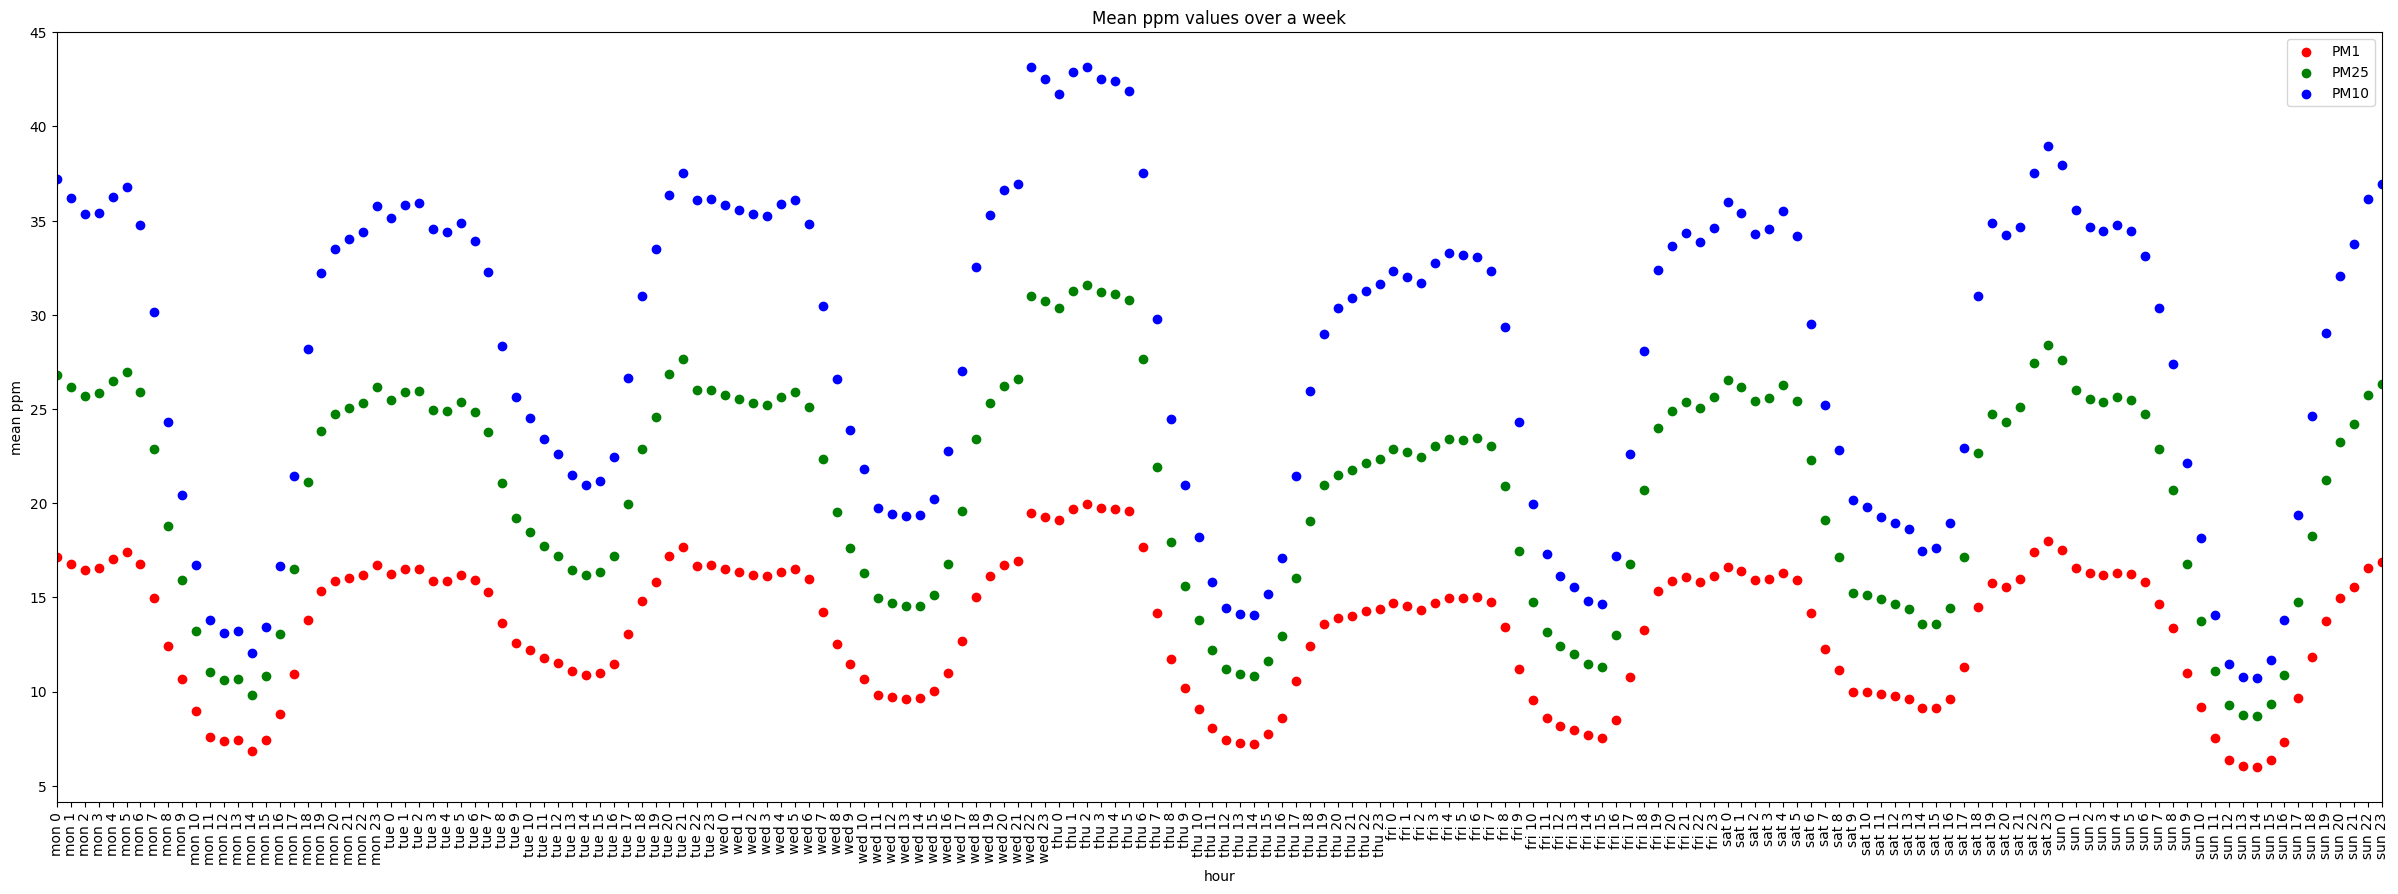 Mean ppm values over a week
PM1
PM25
PM10
45
40
35
30
25
20
15
10
5
mean ppm
mon 0
mon 1
mon 2
mon 3
mon 4
mon 5
mon 6
mon 7
mon 8
mon 9
mon 10
mon 11
mon 12
mon 13
mon 14
mon 15
mon 16
mon 17
mon 18
mon 19
mon 20
mon 21
mon 22
mon 23
tue 0
tue 1
tue 2
tue 3
tue 4
tue 5
tue 6
tue 7
tue 8
tue 9
tue 10
tue 11
tue 12
tue 13
tue 14
tue 15
tue 16
tue 17
tue 18
tue 19
tue 20
tue 21
tue 22
tue 23
wed 0
wed 1
wed 2
wed 3
wed 4
wed 5
wed 6
wed 7
wed 8
wed 9
wed 10
wed 11
wed 12
wed 13
wed 14
wed 15
wed 16
wed 17
wed 18
wed 19
wed 20
wed 21
wed 22
wed 23
thu 0
thu 1
thu 2
thu 3
thu 4
thu 5
thu 6
thu 7
thu 8
thu 9
thu 10
thu 11
thu 12
thu 13
thu 14
thu 15
thu 16
thu 17
thu 18
thu 19
thu 20
thu 21
thu 22
thu 23
fri 0
fri 1
fri 2
fri 3
fri 4
fri 5
fri 6
fri 7
fri 8
fri 9
fri 10
fri 11
fri 12
fri 13
fri 14
fri 15
fri 16
fri 17
fri 18
fri 19
fri 20
fri 21
fri 22
fri 23
sat 0
sat 1
sat 2
sat 3
sat 4
sat 5
sat 6
sat 7
sat 8
sat 9
sat 10
sat 11
sat 12
sat 13
sat 14
sat 15
sat 16
sat 17
sat 18
sat 19
sat 20
sat 21
sat 22
sat 23
sun 0
sun 1
sun 2
sun 3
sun 4
sun 5
sun 6
sun 7
sun 8
sun 9
sun 10
sun 11
sun 12
sun 13
sun 14
sun 15
sun 16
sun 17
sun 18
sun 19
sun 20
sun 21
sun 22
sun 23
hour